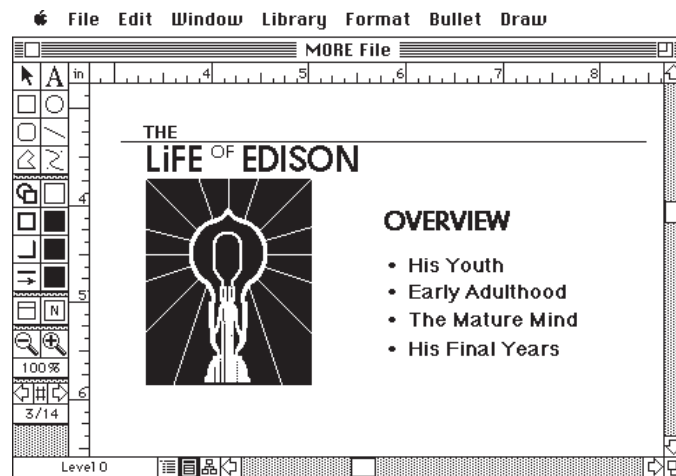 File Edit Window Library Format Bullet Draw
MORE File
in 4 5 6 7 8
A
THE
LiFE OF EDISON
4
OVERVIEW
• His Youth
• Early Adulthood
• The Mature Mind
• His Final Years
5
N
100%
#
6
3/14
Level 0